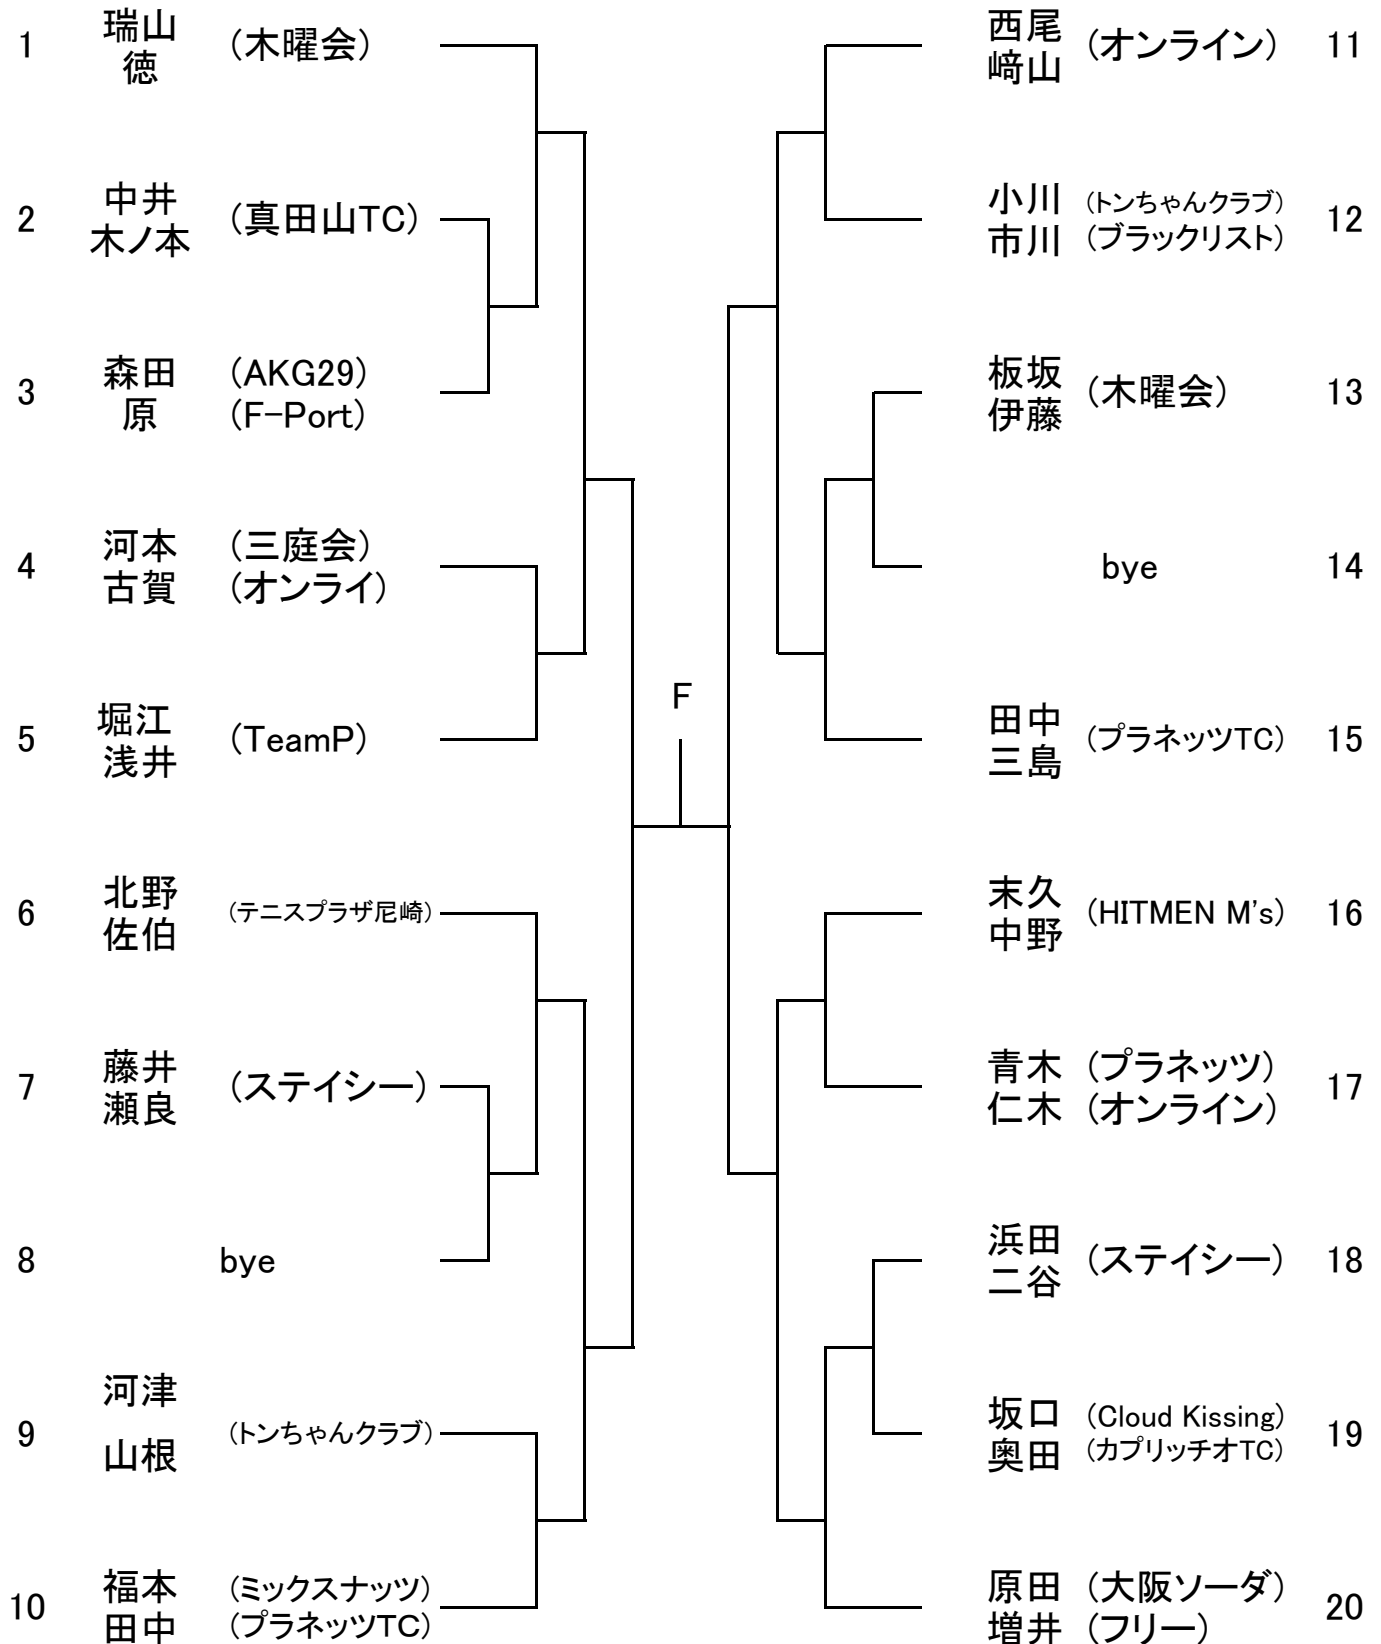 1 瑞山 (木曜会)
徳
2 中井 (真田山TC)
木ノ本
3 森田 (AKG29)
原 (F-Port)
4 河本 (三庭会)
古賀 (オンライ)
5 堀江 (TeamP)
浅井
6 北野 (テニスプラザ尼崎)
佐伯
7 藤井 (ステイシー)
瀬良
8 bye
9 河津 (トンちゃんクラブ)
山根
10 福本 (ミックスナッツ)
田中 (プラネッツTC)
F
西尾 (オンライン) 11
﨑山
小川 (トンちゃんクラブ) 12
市川 (ブラックリスト)
板坂 (木曜会) 13
伊藤
bye 14
田中 (プラネッツTC) 15
三島
末久 (HITMEN M's) 16
中野
青木 (プラネッツ) 17
仁木 (オンライン)
浜田 (ステイシー) 18
二谷
坂口 (Cloud Kissing) 19
奥田 (カプリッチオTC)
原田 (大阪ソーダ) 20
増井 (フリー)